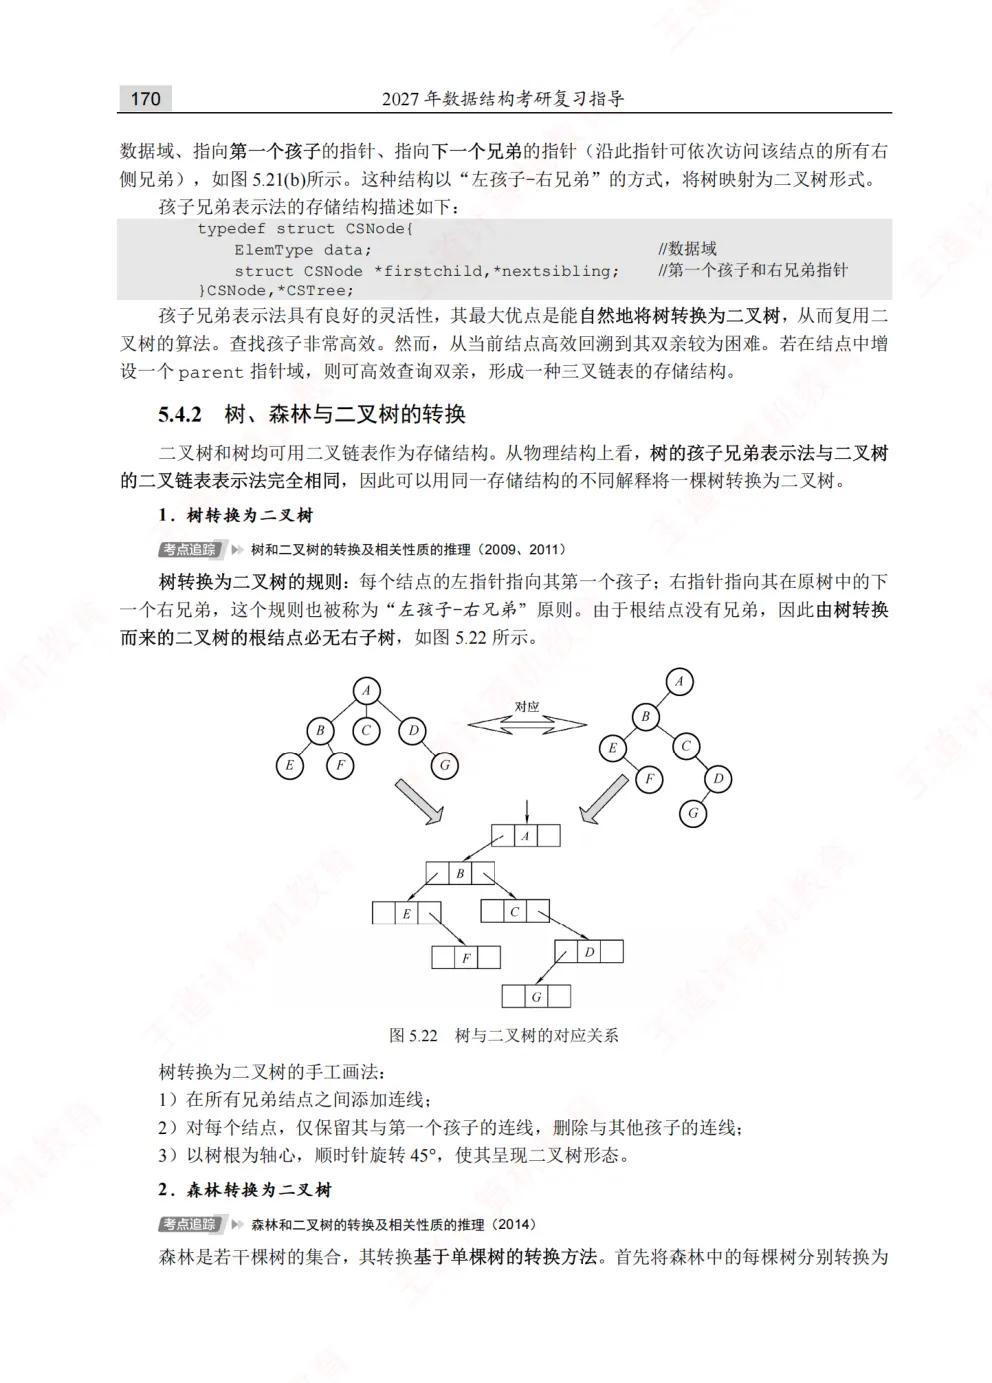 170
2027 年数据结构考研复习指导
数据域、指向第一个孩子的指针、指向下一个兄弟的指针（沿此指针可依次访问该结点的所有右
侧兄弟），如图 5.21(b)所示。这种结构以“左孩子-右兄弟”的方式，将树映射为二叉树形式。
孩子兄弟表示法的存储结构描述如下：
typedef struct CSNode{
ElemType data; //数据域
struct CSNode *firstchild,*nextsibling; //第一个孩子和右兄弟指针
}CSNode,*CSTree;
孩子兄弟表示法具有良好的灵活性，其最大优点是能自然地将树转换为二叉树，从而复用二
叉树的算法。查找孩子非常高效。然而，从当前结点高效回溯到其双亲较为困难。若在结点中增
设一个 parent 指针域，则可高效查询双亲，形成一种三叉链表的存储结构。
5.4.2 树、森林与二叉树的转换
二叉树和树均可用二叉链表作为存储结构。从物理结构上看，树的孩子兄弟表示法与二叉树
的二叉链表表示法完全相同，因此可以用同一存储结构的不同解释将一棵树转换为二叉树。
1．树转换为二叉树
考点追踪 树和二叉树的转换及相关性质的推理（2009、2011）
树转换为二叉树的规则：每个结点的左指针指向其第一个孩子；右指针指向其在原树中的下
一个右兄弟，这个规则也被称为“左孩子-右兄弟”原则。由于根结点没有兄弟，因此由树转换
而来的二叉树的根结点必无右子树，如图 5.22 所示。
A
B C D
E F G
对应
A
B
E C
F D
G
A
B
E C
F D
G
图 5.22 树与二叉树的对应关系
树转换为二叉树的手工画法：
1）在所有兄弟结点之间添加连线；
2）对每个结点，仅保留其与第一个孩子的连线，删除与其他孩子的连线；
3）以树根为轴心，顺时针旋转 45°，使其呈现二叉树形态。
2．森林转换为二叉树
考点追踪 森林和二叉树的转换及相关性质的推理（2014）
森林是若干棵树的集合，其转换基于单棵树的转换方法。首先将森林中的每棵树分别转换为
王道计算机教育